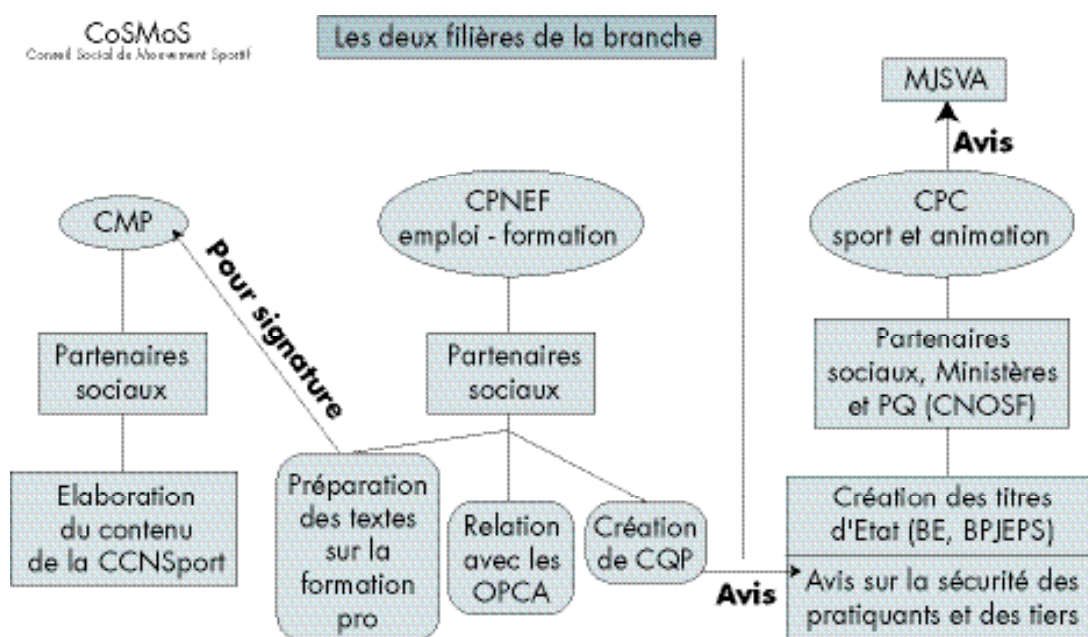 CoSMoS
Conseil Social de Mouvement Sportif
Les deux filières de la branche
MJSVA
Avis
CMP
CPNEF
emploi - formation
CPC
sport et animation
Pour signature
Partenaires
sociaux
Partenaires
sociaux
Partenaires
sociaux, Ministères
et PQ (CNOSF)
Elaboration
du contenu
de la CCNSport
Préparation
des textes
sur la
formation
pro
Relation
avec les
OPCA
Création
de CQP
Avis
Création des titres
d'Etat (BE, BPJEPS)
Avis sur la sécurité des
pratiquants et des tiers